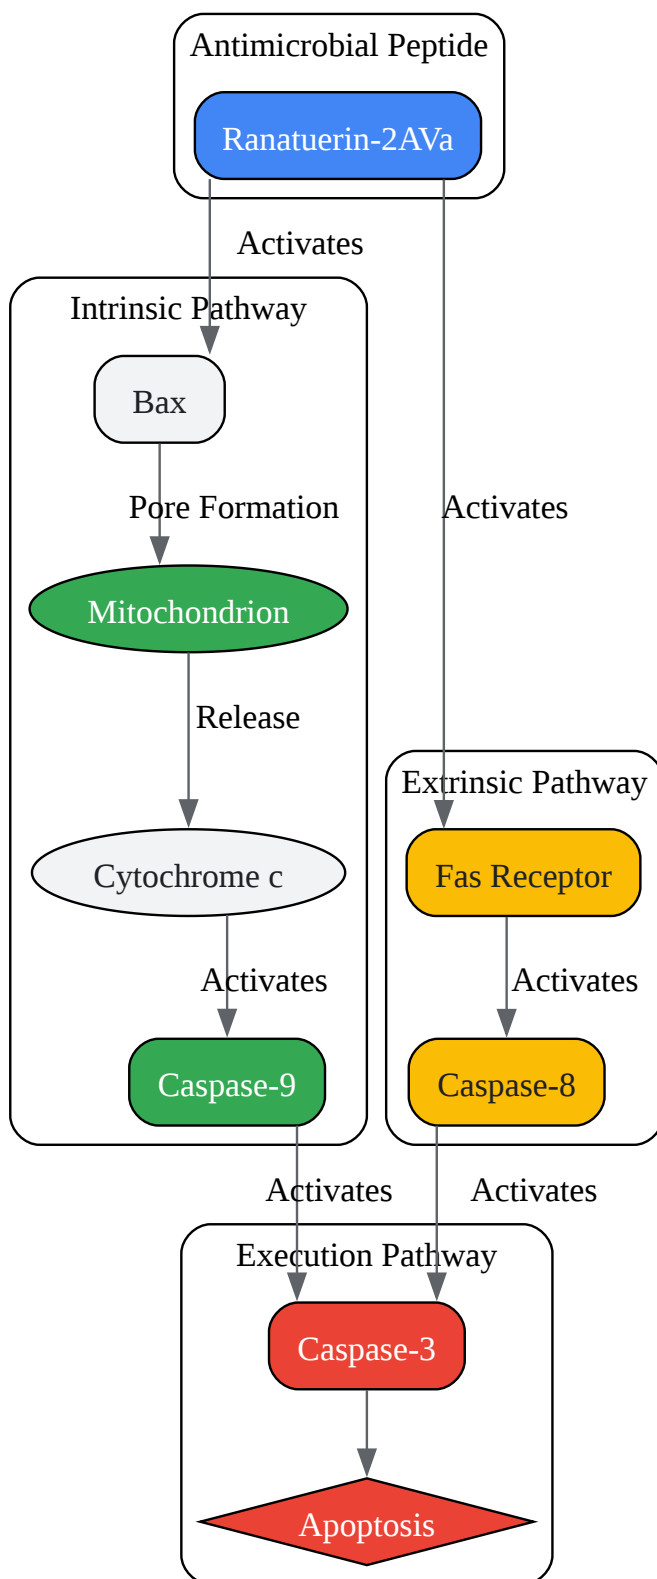 Antimicrobial Peptide
Ranatuerin-2AVa
Activates
Intrinsic Pathway
Bax
Pore Formation
Activates
Mitochondrion
Release
Extrinsic Pathway
Cytochrome c
Fas Receptor
Activates
Activates
Caspase-9
Caspase-8
Activates
Activates
Execution Pathway
Caspase-3
Apoptosis